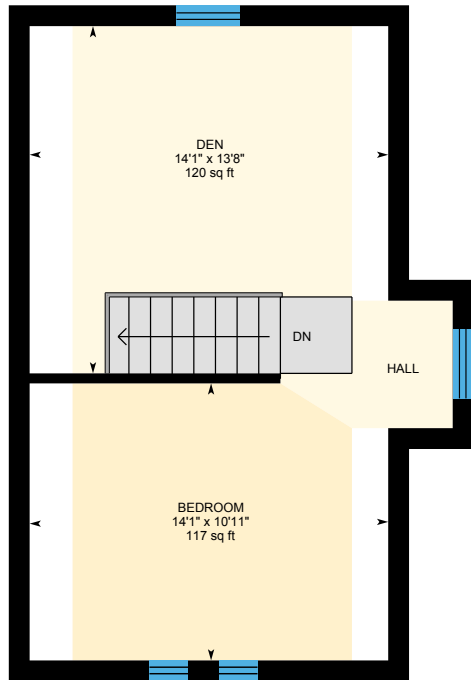 DEN
14'1" x 13'8"
120 sq ft
DN
HALL
BEDROOM
14'1" x 10'11"
117 sq ft